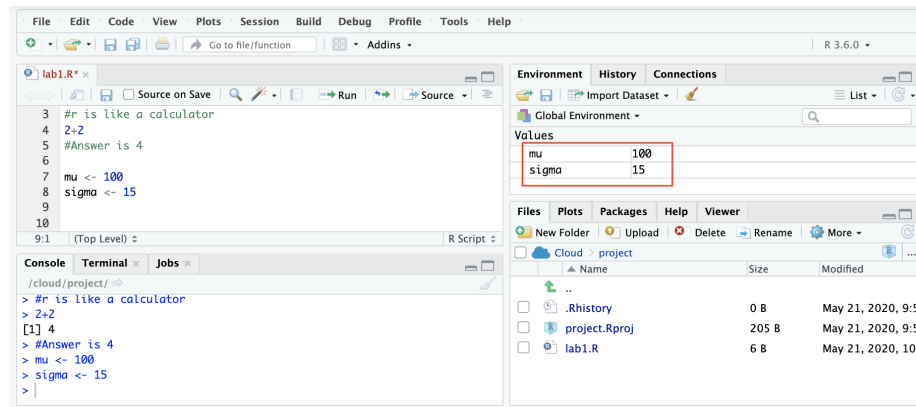 File Edit Code View Plots Session Build Debug Profile Tools Help
Go to file/function Addins R 3.6.0
lab1.R*
Source on Save Run Source
3 #r is like a calculator
4 2+2
5 #Answer is 4
6
7 mu <- 100
8 sigma <- 15
9
10
9:1 (Top Level) R Script
Console Terminal Jobs
/cloud/project/
> #r is like a calculator
> 2+2
[1] 4
> #Answer is 4
> mu <- 100
> sigma <- 15
>
Environment History Connections
Import Dataset List
Global Environment
Values
mu 100
sigma 15
Files Plots Packages Help Viewer
New Folder Upload Delete Rename More
Cloud > project R ...
Name Size Modified
..
.Rhistory 0 B May 21, 2020, 9:5
project.Rproj 205 B May 21, 2020, 9:5
lab1.R 6 B May 21, 2020, 10